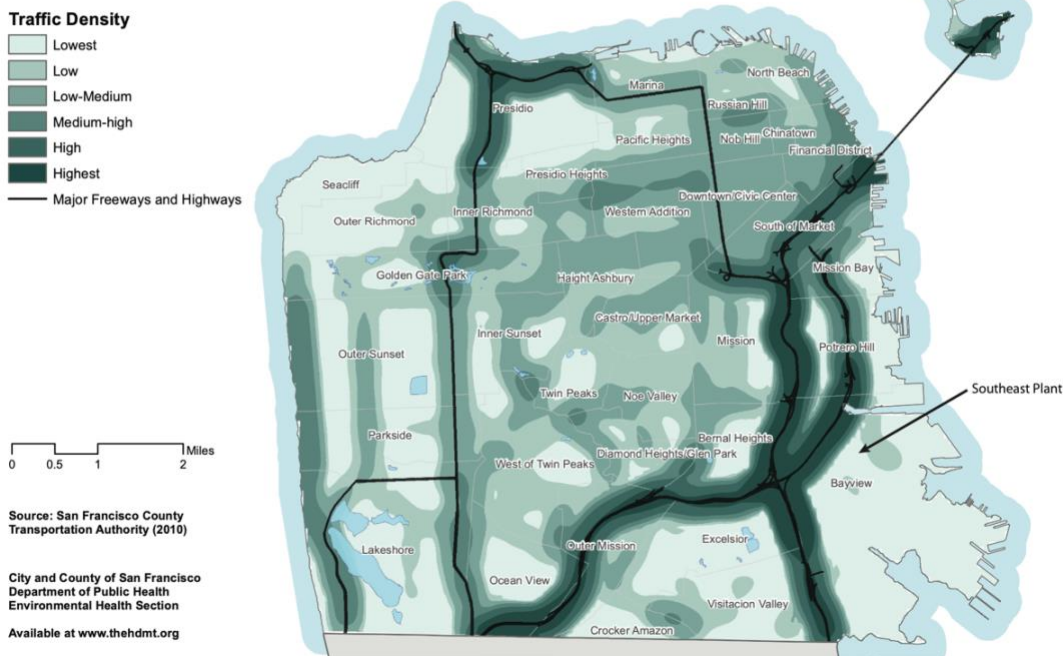 Traffic Density
Lowest
Low
Low-Medium
Medium-high
High
Highest
Major Freeways and Highways
North Beach
Marina
Russian Hill
Presidio
Chinatown
Pacific Heights
Nob Hill
Financial District
Presidio Heights
Seacliff
Downtown/Civic Center
Inner Richmond
Western Addition
Outer Richmond
South of Market
Mission Bay
Golden Gate Park
Haight Ashbury
Castro/Upper Market
Inner Sunset
Mission
Potrero Hill
Outer Sunset
Southeast Plant
Twin Peaks
Noe Valley
Parkside
Bernal Heights
Diamond Heights/Glen Park
West of Twin Peaks
Bayview
Miles
0 0.5 1 2
Source: San Francisco County
Transportation Authority (2010)
Excelsior
Outer Mission
Lakeshore
City and County of San Francisco
Department of Public Health
Environmental Health Section
Ocean View
Visitacion Valley
Crocker Amazon
Available at www.thehdmt.org